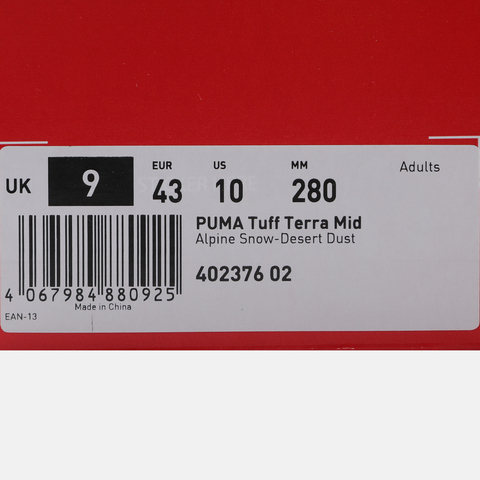 UK 9
EUR 43
US 10
MM 280
Adults
PUMA Tuff Terra Mid
Alpine Snow-Desert Dust
402376 02
4 067984 880925
Made in China
EAN-13